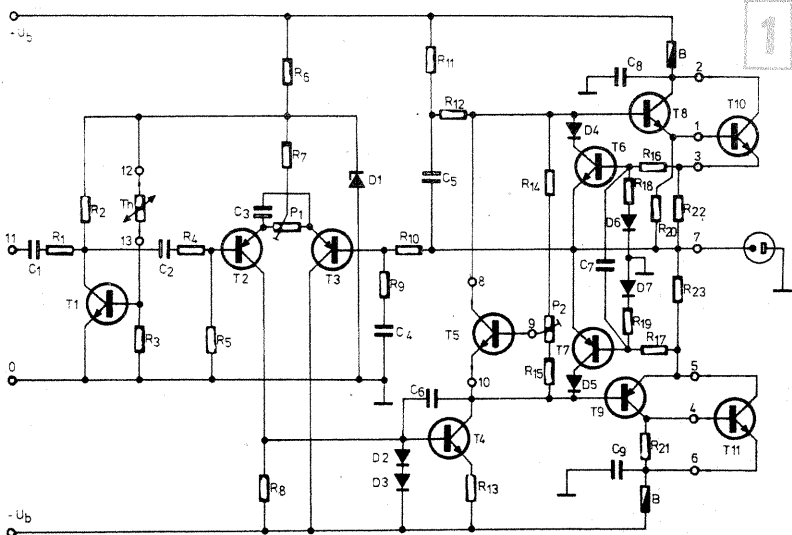 1
+U_b
R6
R11
C8
B
2
T10
R12
T8
D4
T6
1
3
12
R7
D1
C5
R14
R16
R18
R22
R2
Th
C3
P1
D6
R20
11
13
R10
7
C1
R1
C2
R4
T2
T3
C7
8
D7
R23
T1
R9
P2
R19
R3
R5
C4
T5
9
T7
R17
0
R15
D5
5
10
C6
T9
4
T4
R21
T11
D2
C9
6
R8
D3
R13
B
-U_b